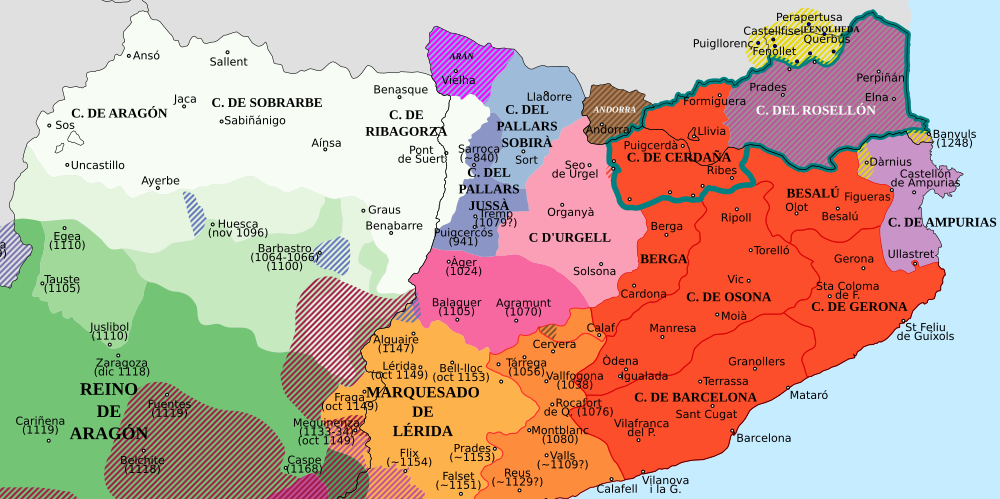 Perapertusa
FENOLHEDA
Castellfisel
Querbús
Puigllorenç
Fenollet
Ansó
Sallent
ARAN
Vielha
Perpiñán
Prades
Elna
Benasque
Lladorre
Jaca
C. DE SOBRARBE
C. DE ARAGÓN
C. DE
RIBAGORZA
C. DEL
PALLARS
SOBIRÀ
ANDORRA
Andorra
Formiguera
C. DEL ROSELLÓN
Sos
Sabiñánigo
Llivia
Banyuls
(1248)
Aínsa
Pont
de Suert
Sarroca
(~840)
Sort
Puigcerdà
C. DE CERDAÑA
Ribes
Dàrnius
Uncastillo
Seo
de Urgel
Castellón
de Ampurias
Ayerbe
C. DEL
PALLARS
JUSSÀ
BESALÚ
Figueras
Olot
Besalú
Graus
Organyà
Ripoll
Tremp
(1079?)
C. DE AMPURIAS
Huesca
(nov 1096)
Benabarre
Puigcercós
(941)
C D'URGELL
Berga
Egea
(1110)
Barbastro
(1064-1066)
(1100)
BERGA
Torelló
Ullastret
Gerona
Àger
(1024)
Solsona
Tauste
(1105)
Vic
Sta Coloma
de F.
Cardona
C. DE OSONA
C. DE GERONA
Balaguer
(1105)
Agramunt
(1070)
Moià
Juslibol
(1110)
Calaf
Manresa
St Feliu
de Guíxols
Alguaire
(1147)
Cervera
Zaragoza
(dic 1118)
Lérida
(oct 1149)
Bell-lloc
(oct 1153)
Tárrega
(1056)
Òdena
Granollers
Vallfogona
(1038)
Igualada
Terrassa
REINO
DE
ARAGÓN
Fraga
(oct 1149)
MARQUESADO
DE
LÉRIDA
C. DE BARCELONA
Mataró
Fuentes
(1119)
Rocafort
de Q. (1076)
Sant Cugat
Cariñena
(1119)
Mequinenza
(1133-34)
(oct 1149)
Montblanc
(1080)
Vilafranca
del P.
Barcelona
Belchite
(1118)
Caspe
(1168)
Flix
(~1154)
Prades
(~1153)
Valls
(~1109?)
Falset
(~1151)
Reus
(~1129?)
Calafell
Vilanova
i la G.